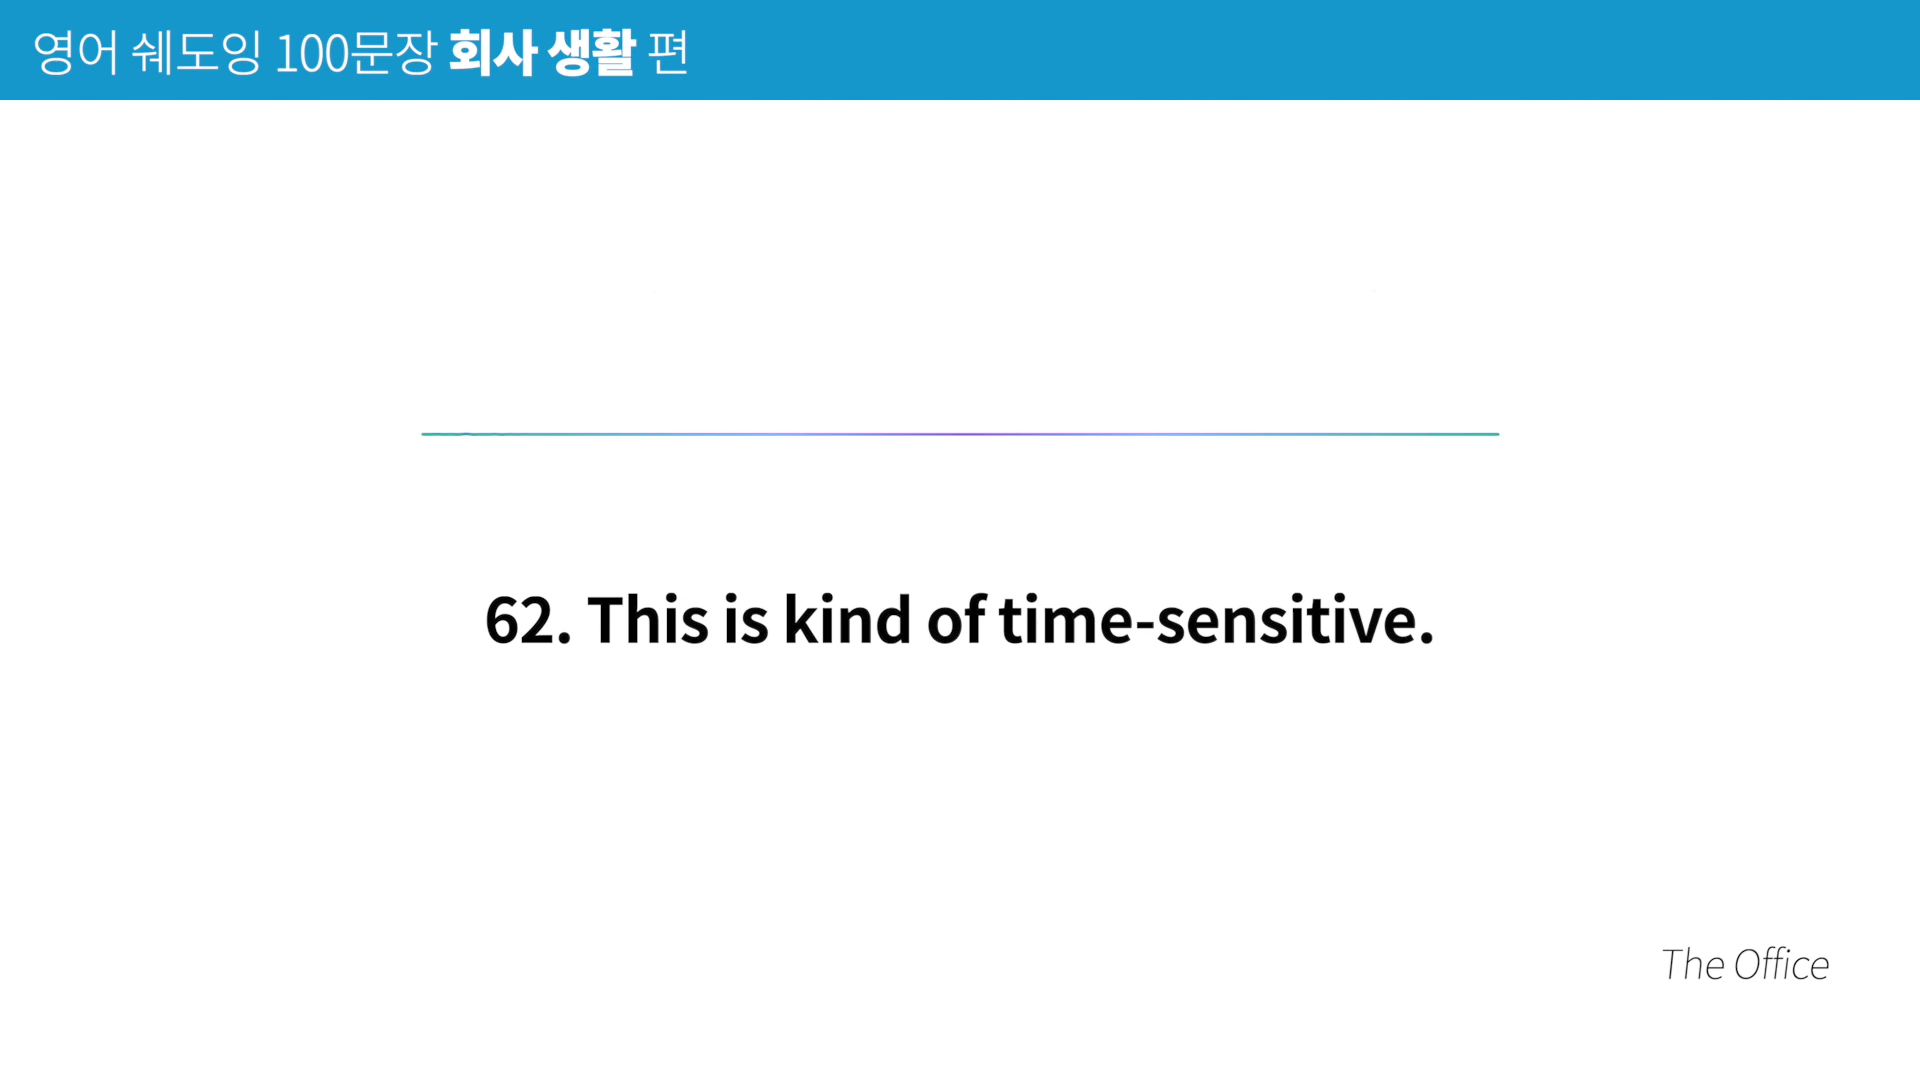 영어 쉐도잉 100문장 회사 생활 편
62. This is kind of time-sensitive.
The Office